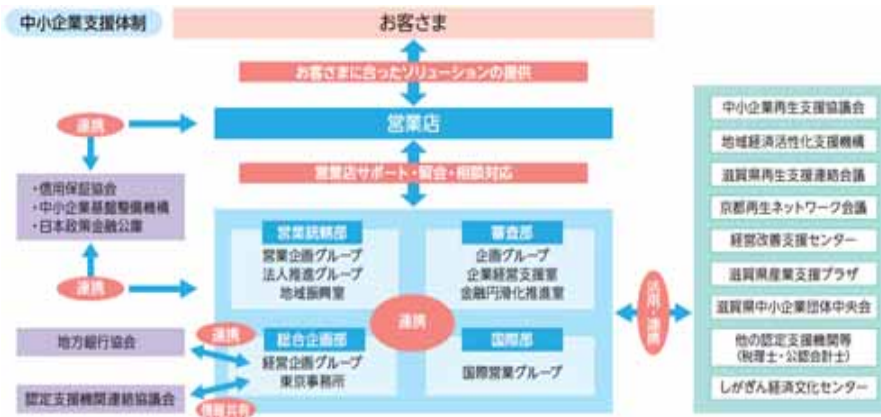 中小企業支援体制
お客さま
お客さまに合ったソリューションの提供
連携
営業店
営業店サポート・照会・相談対応
・信用保証協会
・中小企業基盤整備機構
・日本政策金融公庫
連携
営業統轄部
営業企画グループ
法人推進グループ
地域振興室
審査部
企画グループ
企業経営支援室
金融円滑化推進室
連携
総合企画部
経営企画グループ
東京事務所
国際部
国際営業グループ
地方銀行協会
連携
認定支援機関連絡協議会
情報共有
活用・連携
中小企業再生支援協議会
地域経済活性化支援機構
滋賀県再生支援連絡会議
京都再生ネットワーク会議
経営改善支援センター
滋賀県産業支援プラザ
滋賀県中小企業団体中央会
他の認定支援機関等
(税理士・公認会計士)
しがぎん経済文化センター